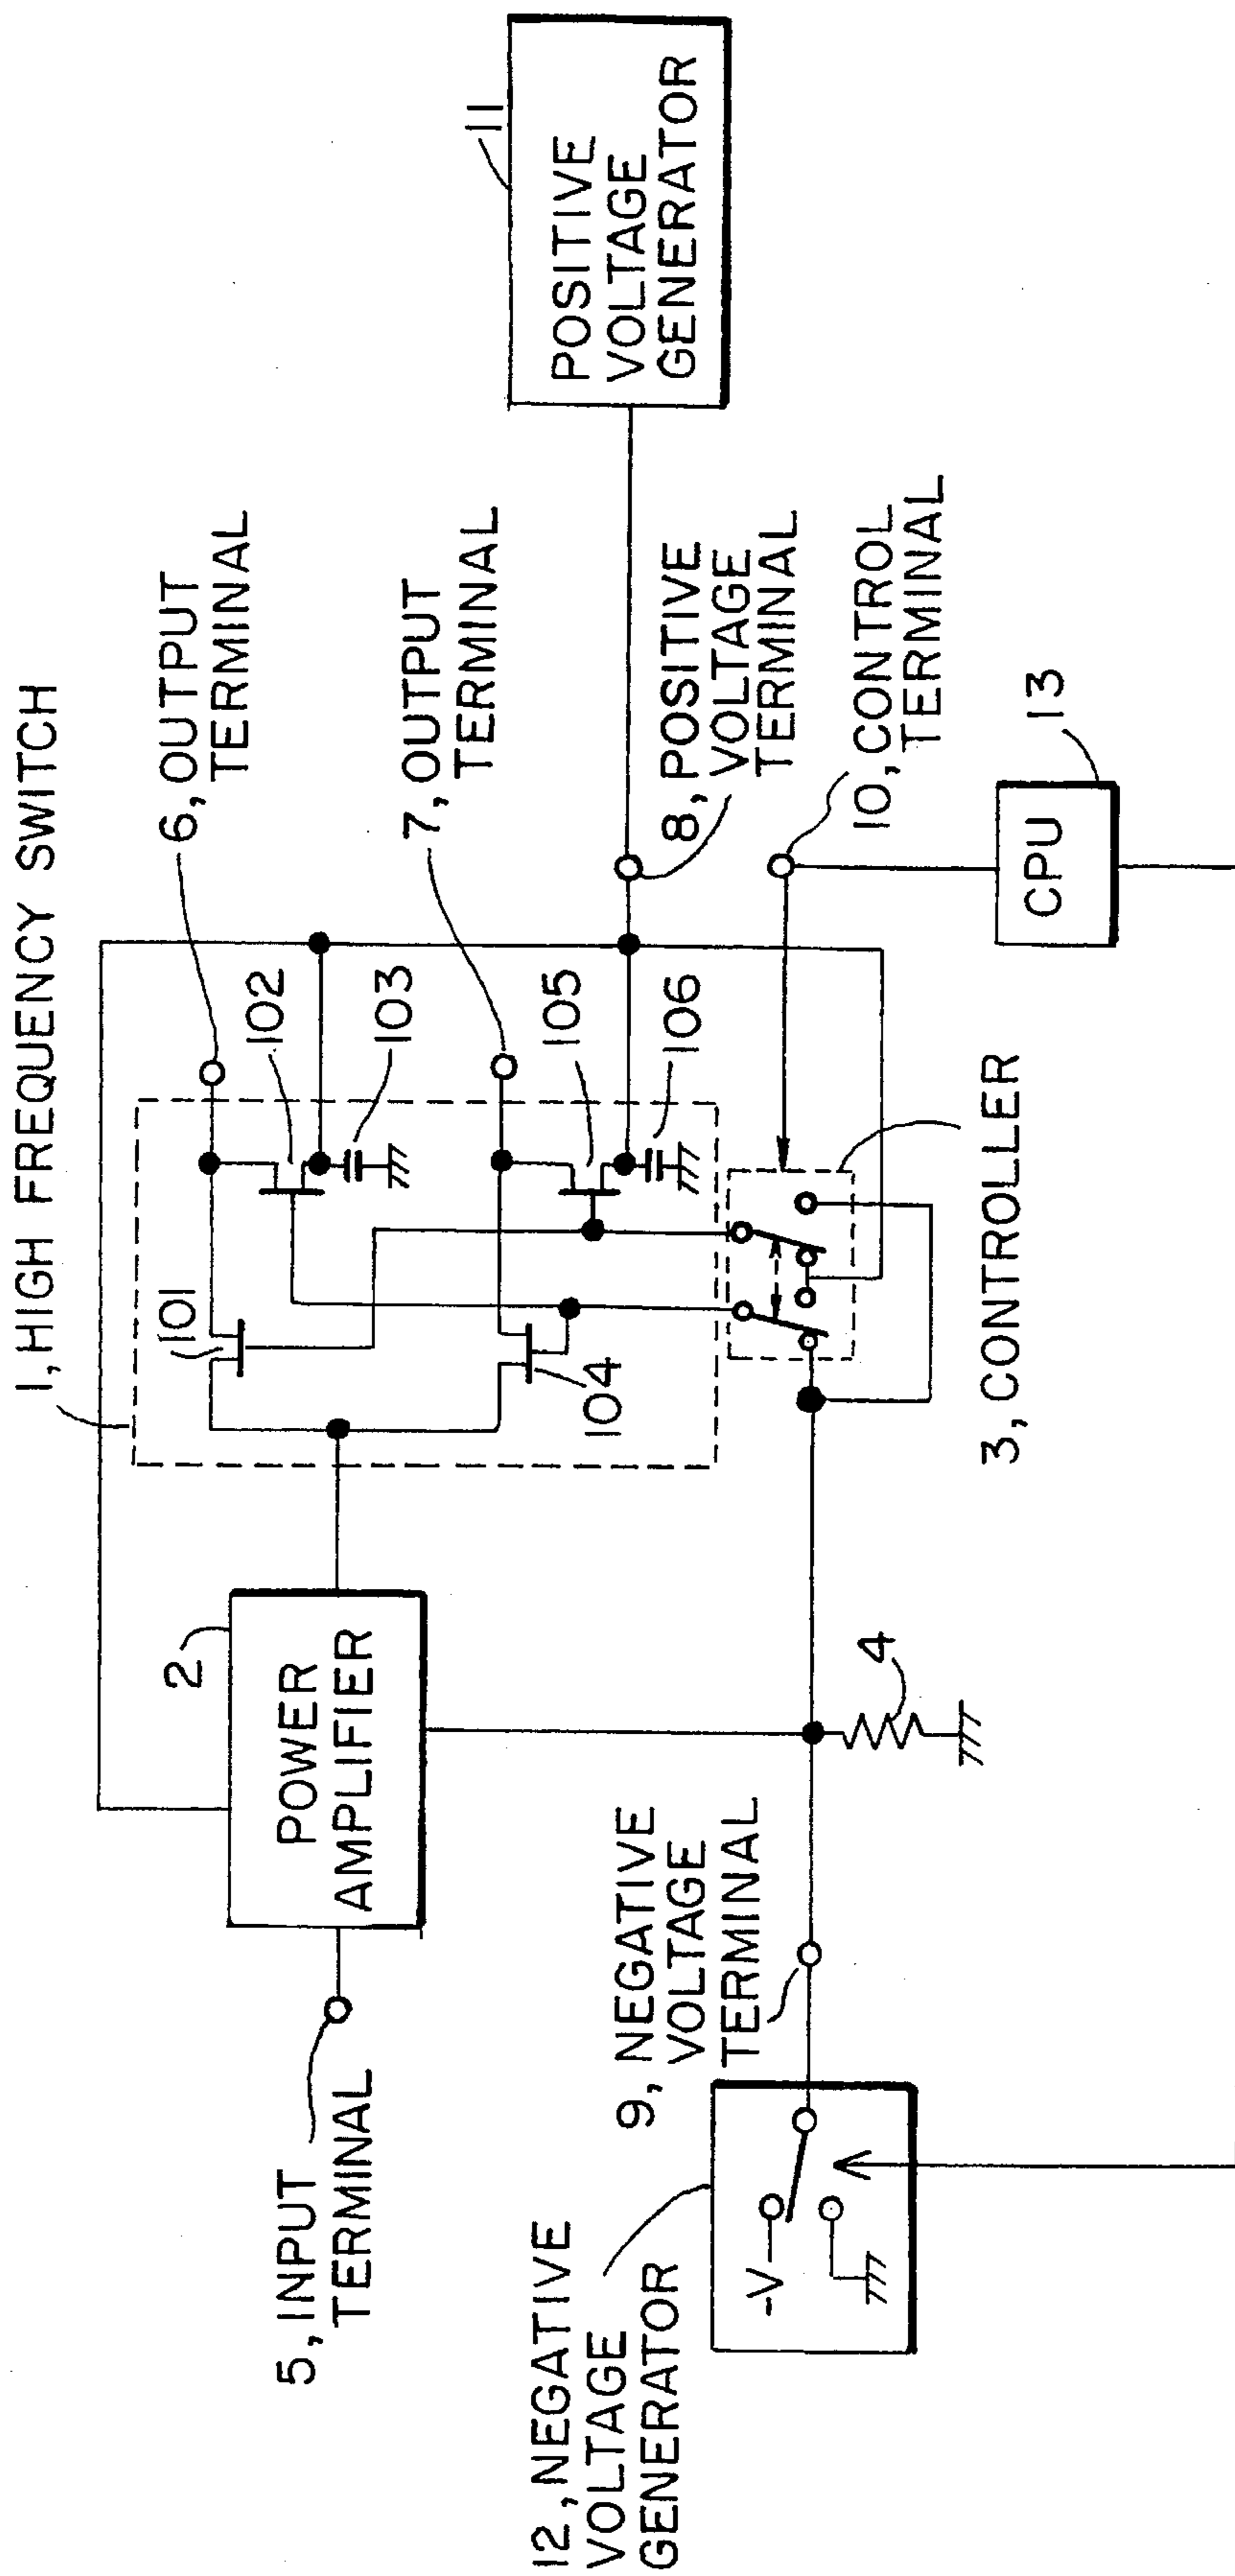 1, HIGH FREQUENCY SWITCH
101
102
103
104
105
106
6, OUTPUT
TERMINAL
7, OUTPUT
TERMINAL
2
POWER
AMPLIFIER
5, INPUT
TERMINAL
8, POSITIVE
VOLTAGE
TERMINAL
11
POSITIVE
VOLTAGE
GENERATOR
12, NEGATIVE
VOLTAGE
GENERATOR
-V
9, NEGATIVE
VOLTAGE
TERMINAL
4
3, CONTROLLER
10, CONTROL
TERMINAL
CPU
13